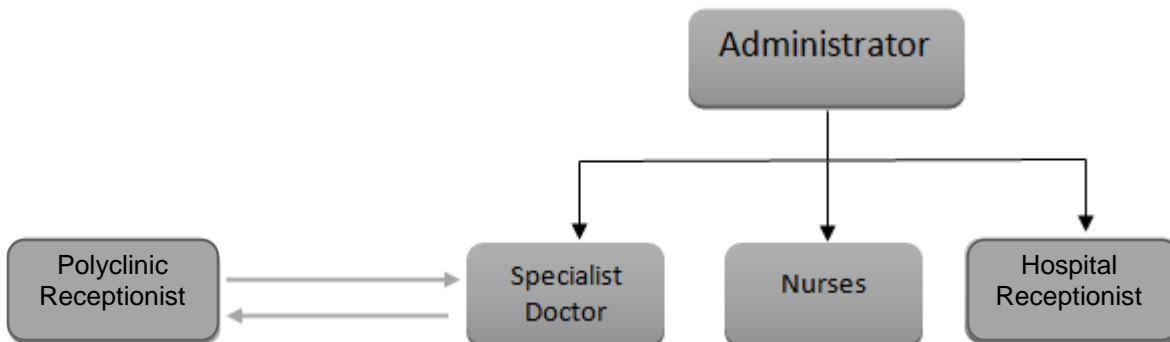 Administrator
Polyclinic
Receptionist
Specialist
Doctor
Nurses
Hospital
Receptionist